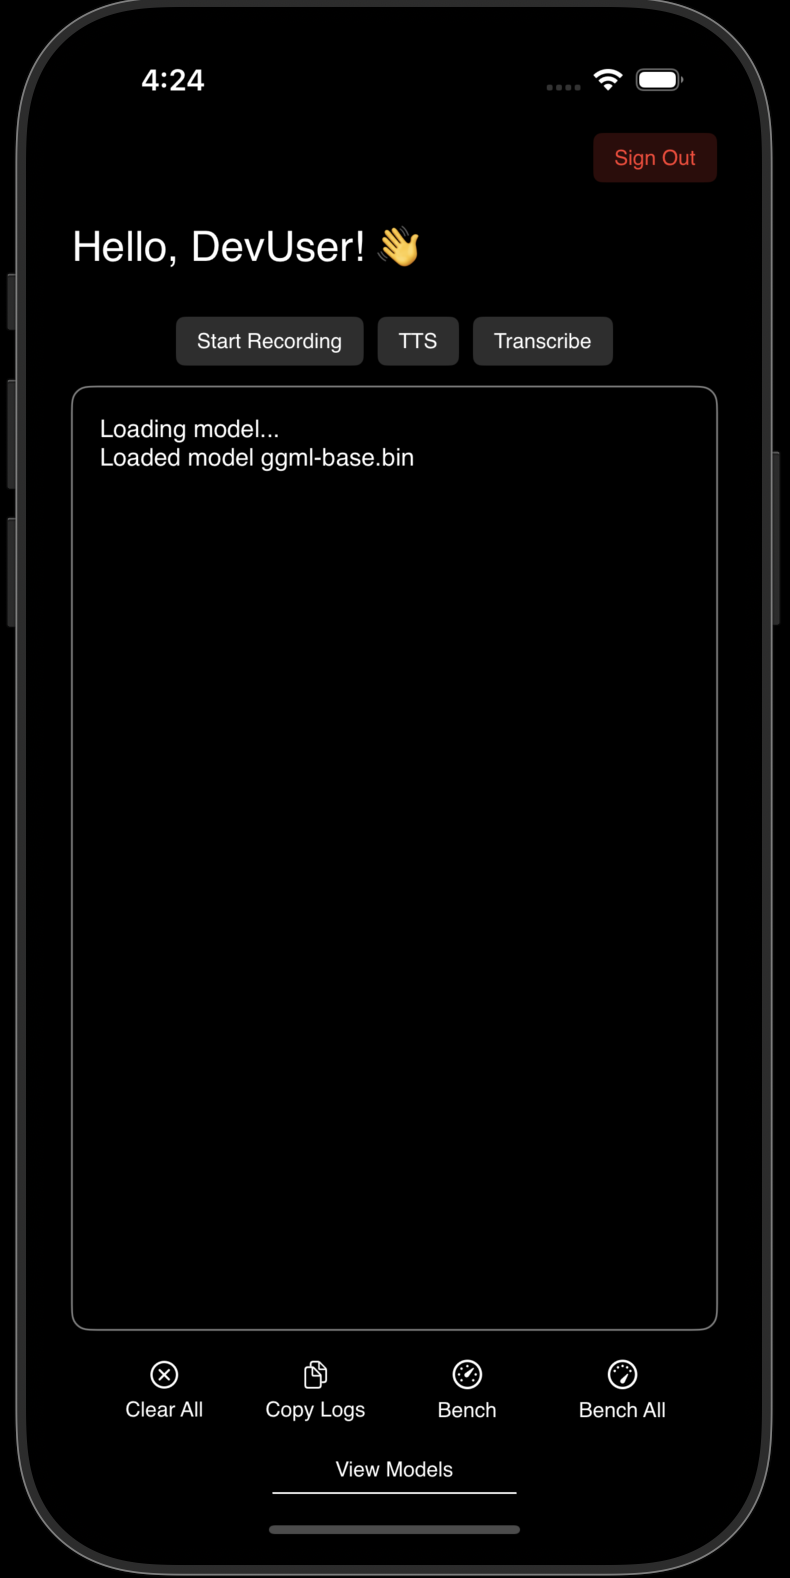 4:24
Sign Out
Hello, DevUser! 👋
Start Recording TTS Transcribe
Loading model...
Loaded model ggml-base.bin
Clear All Copy Logs Bench Bench All
View Models